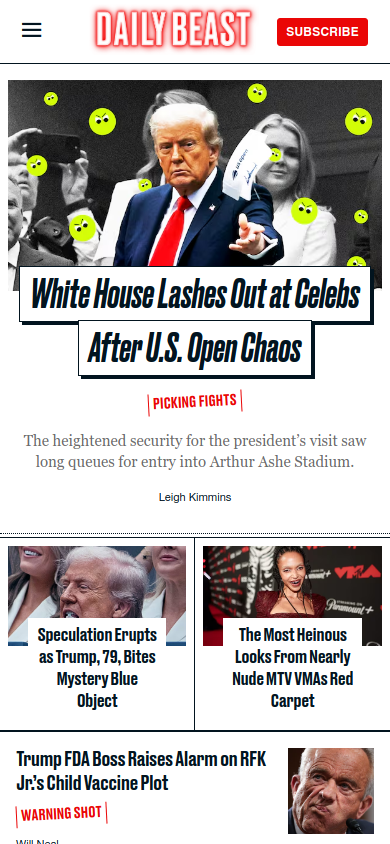 DAILY BEAST
SUBSCRIBE
White House Lashes Out at Celebs
After U.S. Open Chaos
PICKING FIGHTS
The heightened security for the president's visit saw
long queues for entry into Arthur Ashe Stadium.
Leigh Kimmins
Speculation Erupts
as Trump, 79, Bites
Mystery Blue
Object
The Most Heinous
Looks From Nearly
Nude MTV VMAs Red
Carpet
Trump FDA Boss Raises Alarm on RFK
Jr.'s Child Vaccine Plot
WARNING SHOT